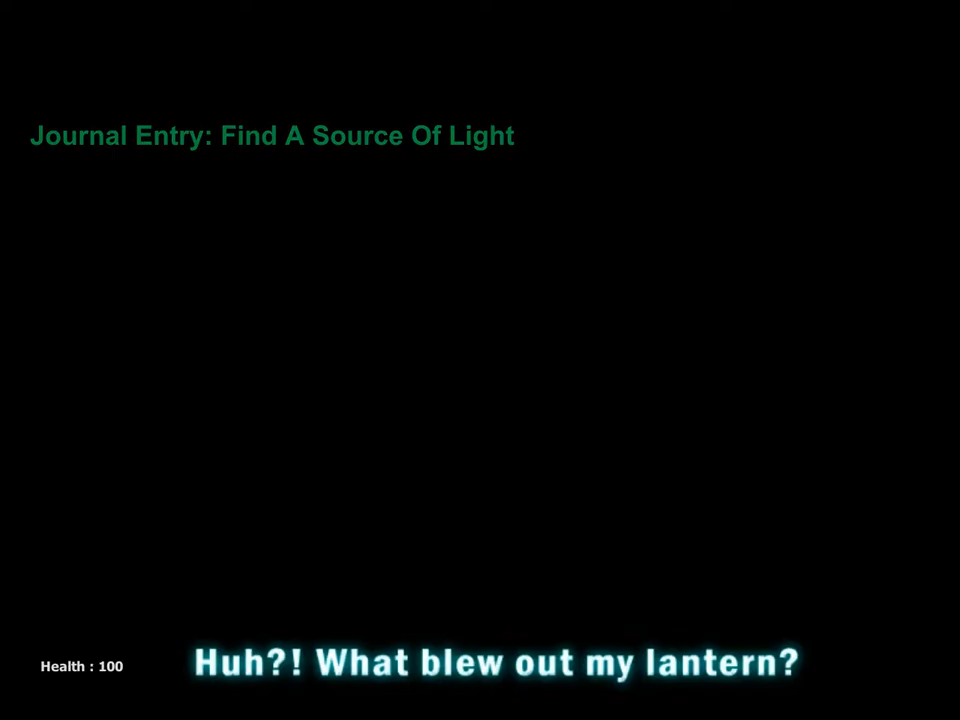 Journal Entry: Find A Source Of Light
Health : 100
Huh?! What blew out my lantern?